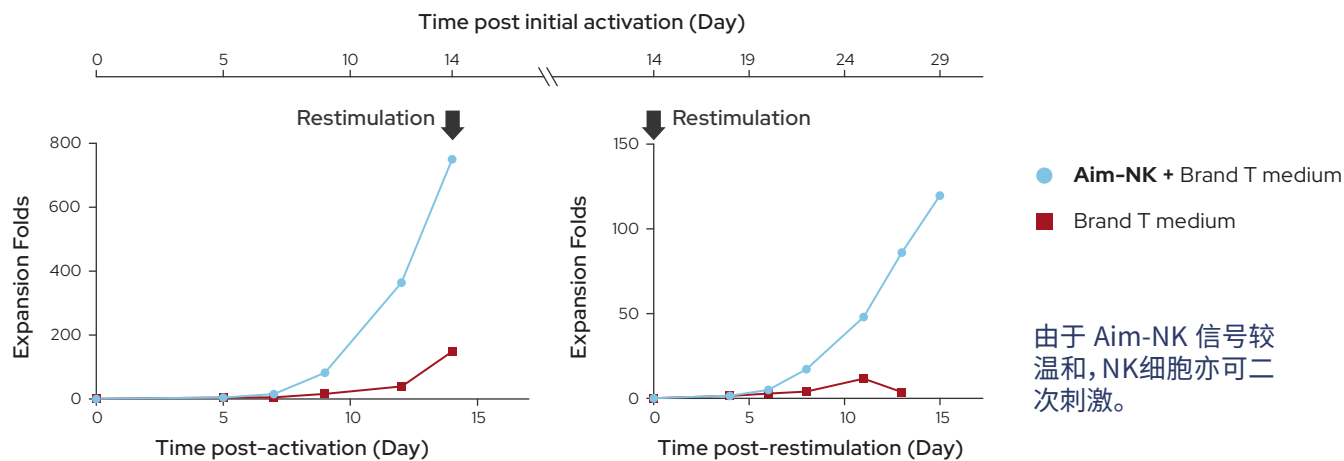 Time post initial activation (Day)
0 5 10 14 14 19 24 29
Restimulation Restimulation
800
600
400
200
0
Expansion Folds
0 5 10 15
Time post-activation (Day)
150
100
50
0
Expansion Folds
0 5 10 15
Time post-restimulation (Day)
Aim-NK + Brand T medium
Brand T medium
由于 Aim-NK 信号较
温和，NK细胞亦可二
次刺激。